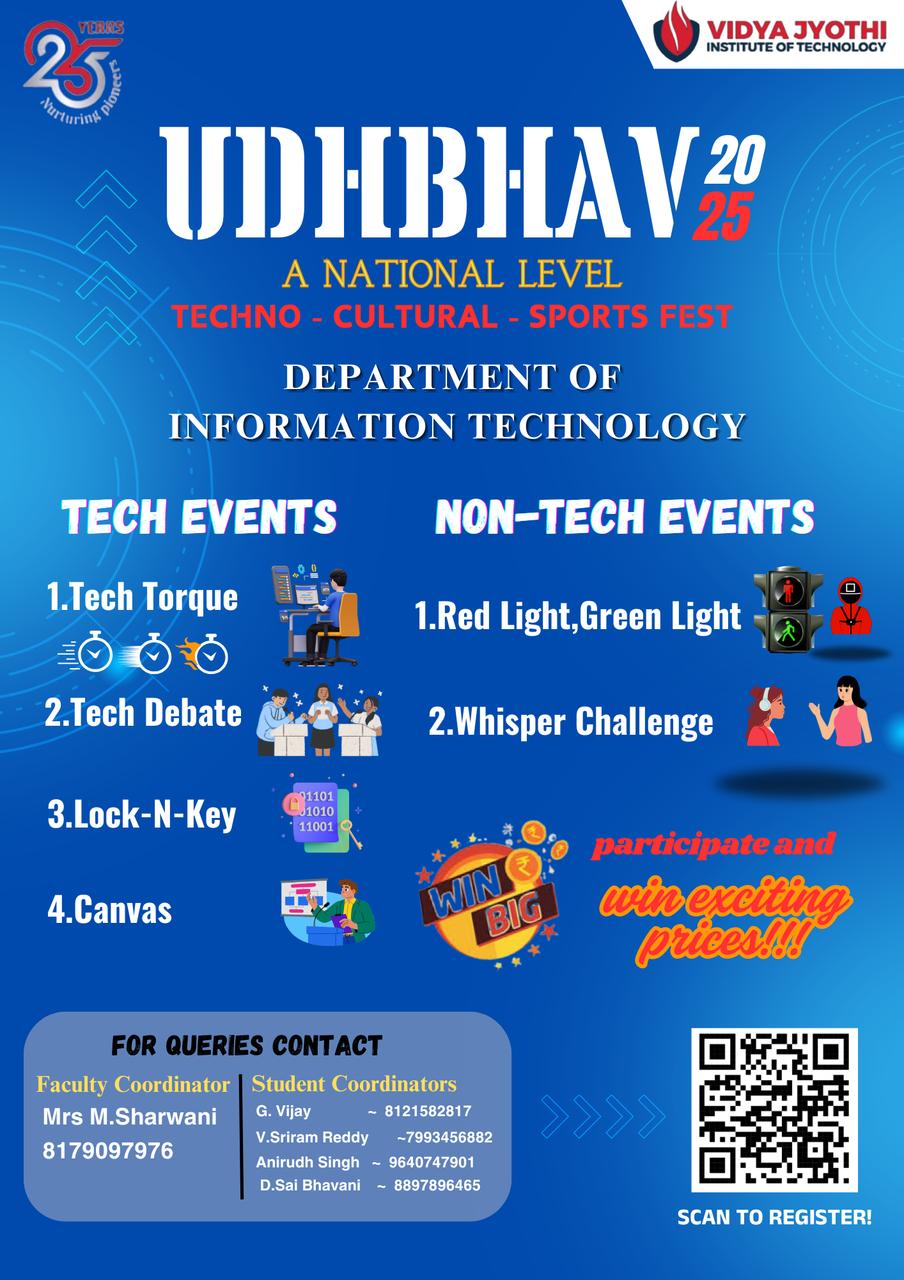 25 YEARS
Nurturing pioneers
VIDYA JYOTHI
INSTITUTE OF TECHNOLOGY
UDHBHAV 20
25
A NATIONAL LEVEL
TECHNO - CULTURAL - SPORTS FEST
DEPARTMENT OF
INFORMATION TECHNOLOGY
TECH EVENTS
1.Tech Torque
2.Tech Debate
3.Lock-N-Key
01101
01010
11001
4.Canvas
NON-TECH EVENTS
1.Red Light,Green Light
2.Whisper Challenge
WIN
BIG
participate and
win exciting
prices!!!
FOR QUERIES CONTACT
Faculty Coordinator
Mrs M.Sharwani
8179097976
Student Coordinators
G. Vijay ~ 8121582817
V.Sriram Reddy ~7993456882
Anirudh Singh ~ 9640747901
D.Sai Bhavani ~ 8897896465
SCAN TO REGISTER!